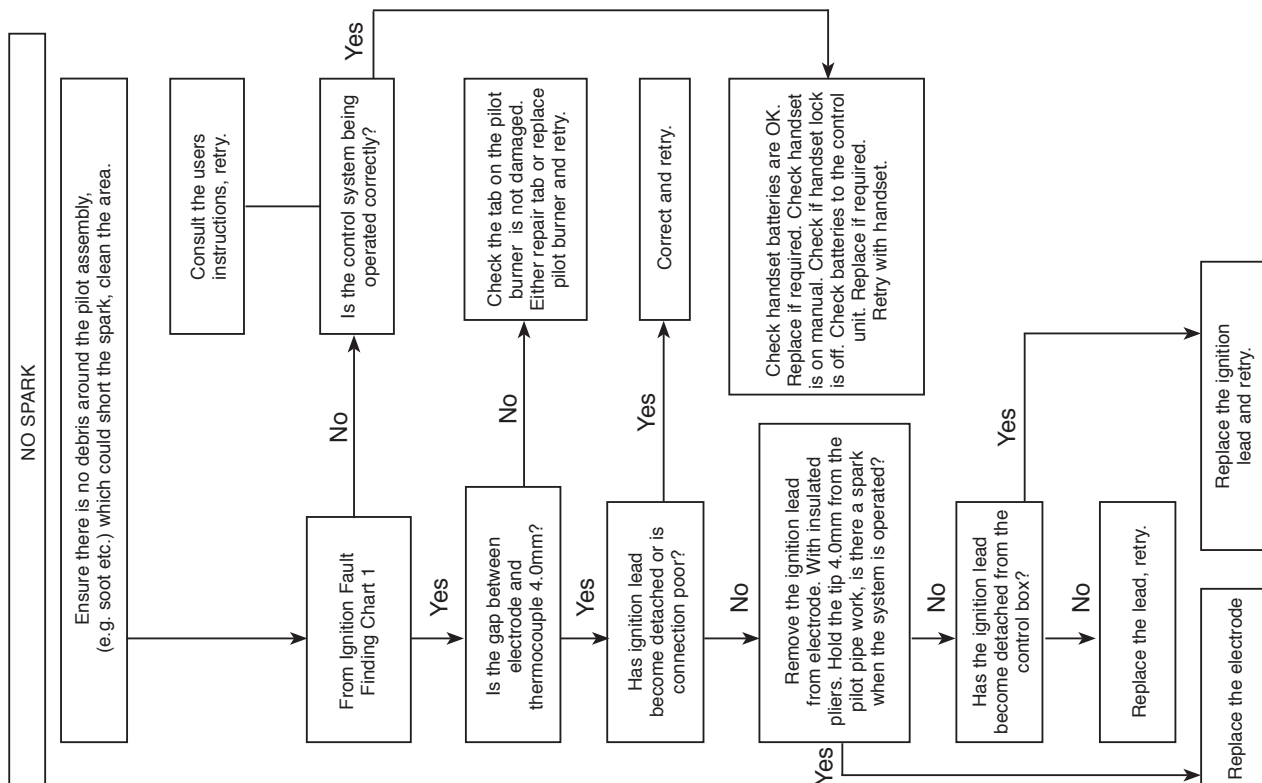 NO SPARK
Ensure there is no debris around the pilot assembly,
(e.g. soot etc.) which could short the spark, clean the area.
From Ignition Fault
Finding Chart 1
No
Is the control system being
operated correctly?
Consult the users
instructions, retry.
Yes
Check handset batteries are OK.
Replace if required. Check handset
is on manual. Check if handset lock
is off. Check batteries to the control
unit. Replace if required.
Retry with handset.
Yes
Is the gap between
electrode and
thermocouple 4.0mm?
No
Check the tab on the pilot
burner is not damaged.
Either repair tab or replace
pilot burner and retry.
Yes
Has ignition lead
become detached or is
connection poor?
Yes
Correct and retry.
No
Remove the ignition lead
from electrode. With insulated
pliers. Hold the tip 4.0mm from the
pilot pipe work, is there a spark
when the system is operated?
Yes
Replace the electrode
No
Has the ignition lead
become detached from the
control box?
Yes
Replace the ignition
lead and retry.
No
Replace the lead, retry.